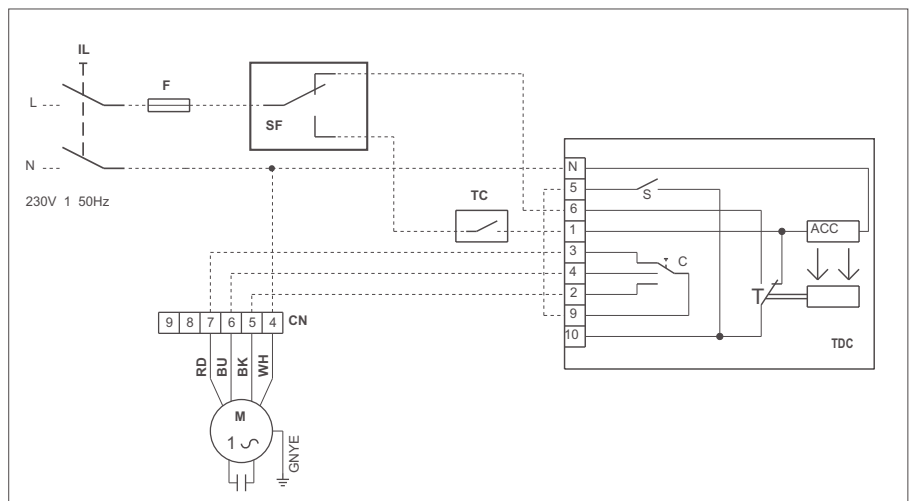 IL
F
L
SF
N
230V 1 50Hz
TC
N
5
6
1
3
4
2
9
10
S
ACC
C
T
TDC
9 8 7 6 5 4 CN
RD BU BK WH
M
1
GNYE